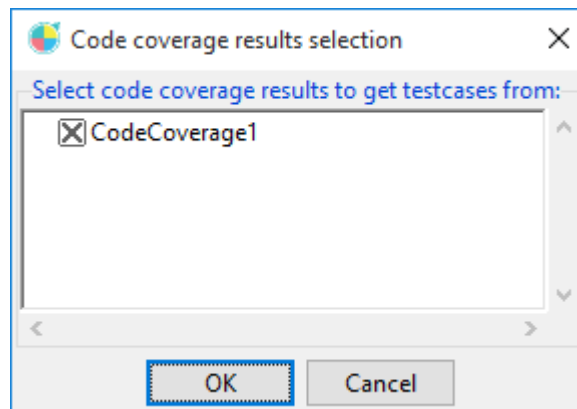 Code coverage results selection
Select code coverage results to get testcases from:
CodeCoverage1
OK
Cancel